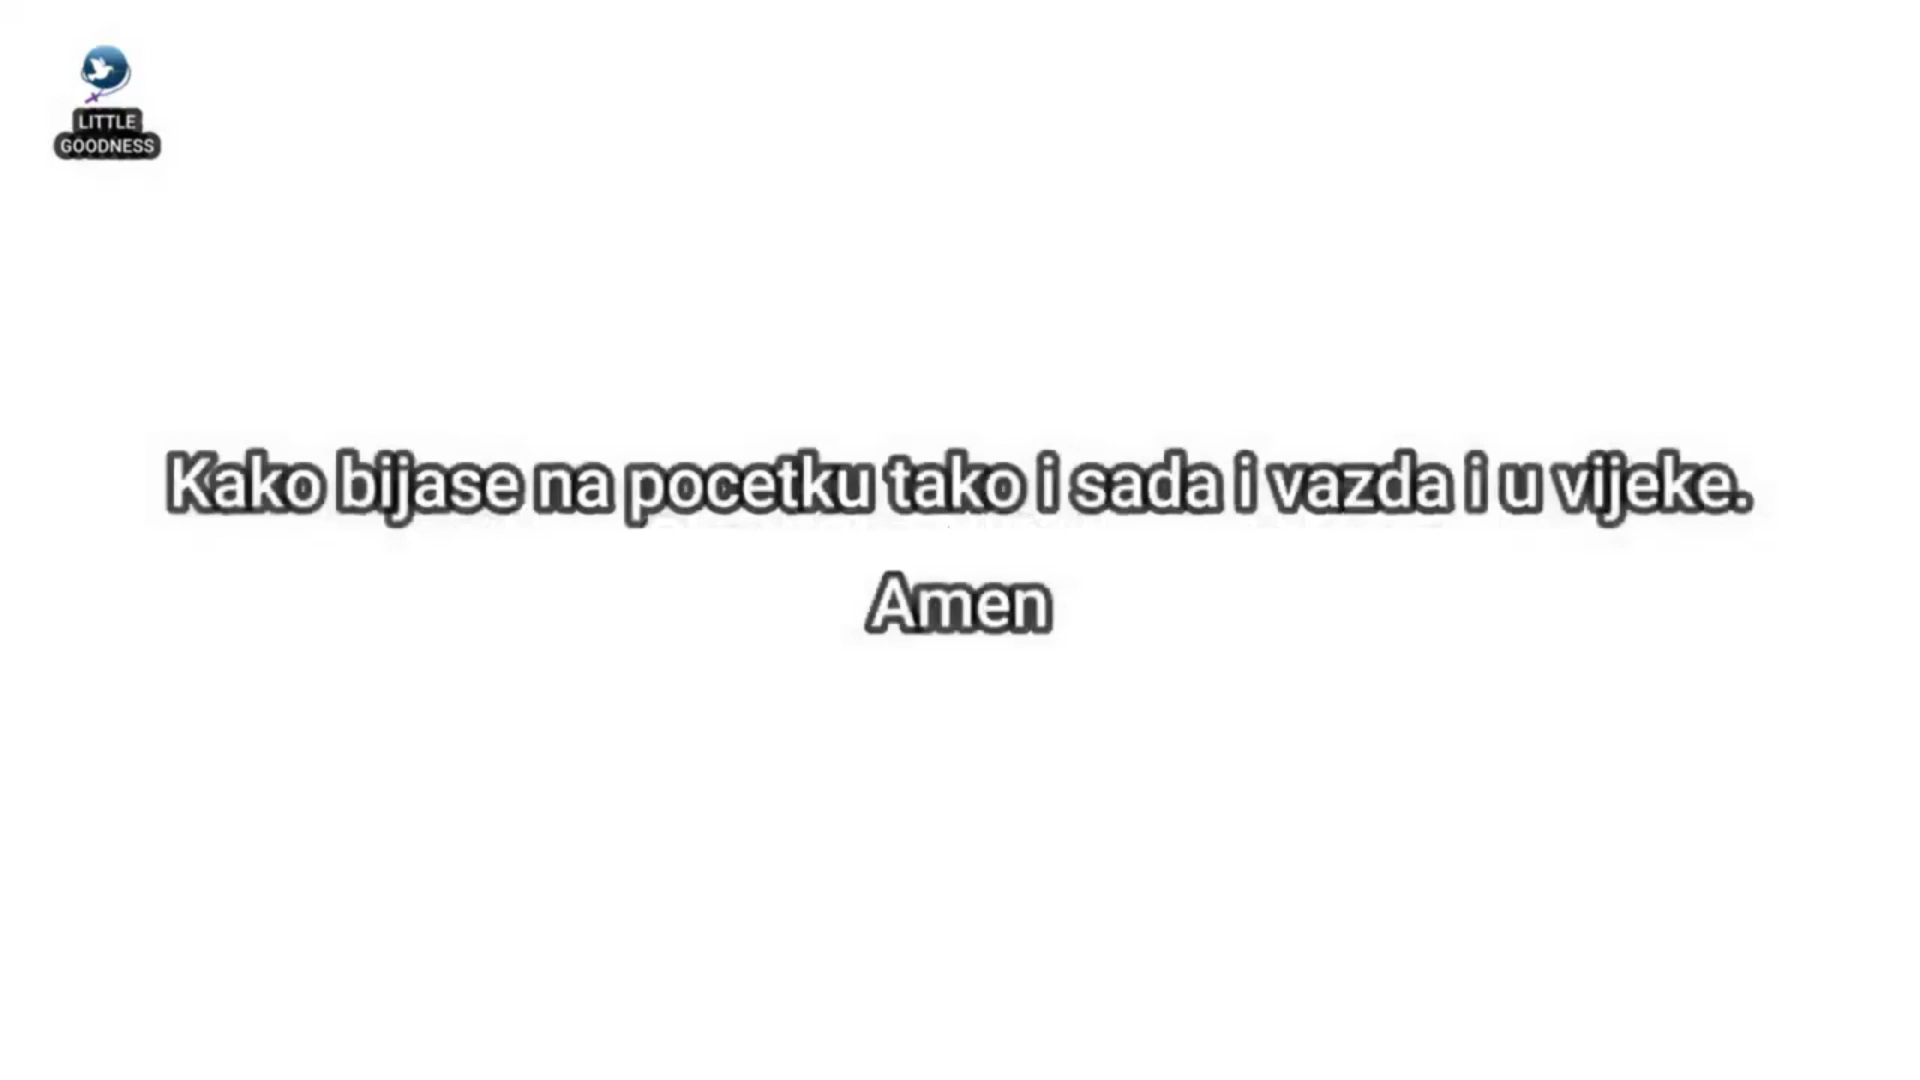 LITTLE
GOODNESS
Kako bijase na pocetku tako i sada i vazda i u vijeke.
Amen